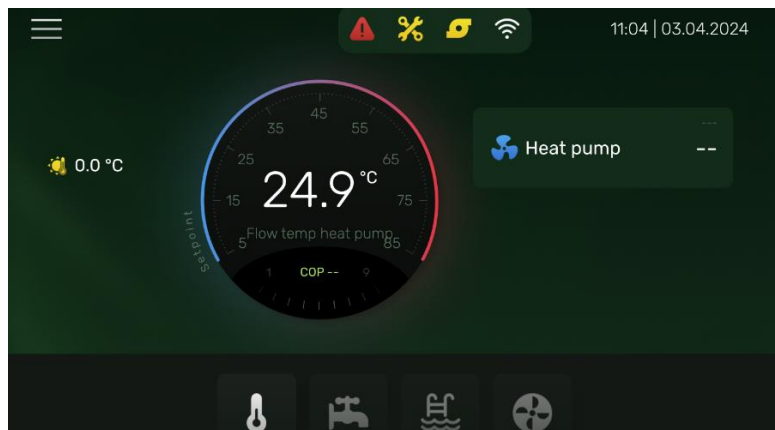 11:04 | 03.04.2024
45
35
55
---
Heat pump
--
0.0 °C
25
65
24.9 °C
15
75
Flow temp heat pump
5
85
Setpoint
1
COP --
9